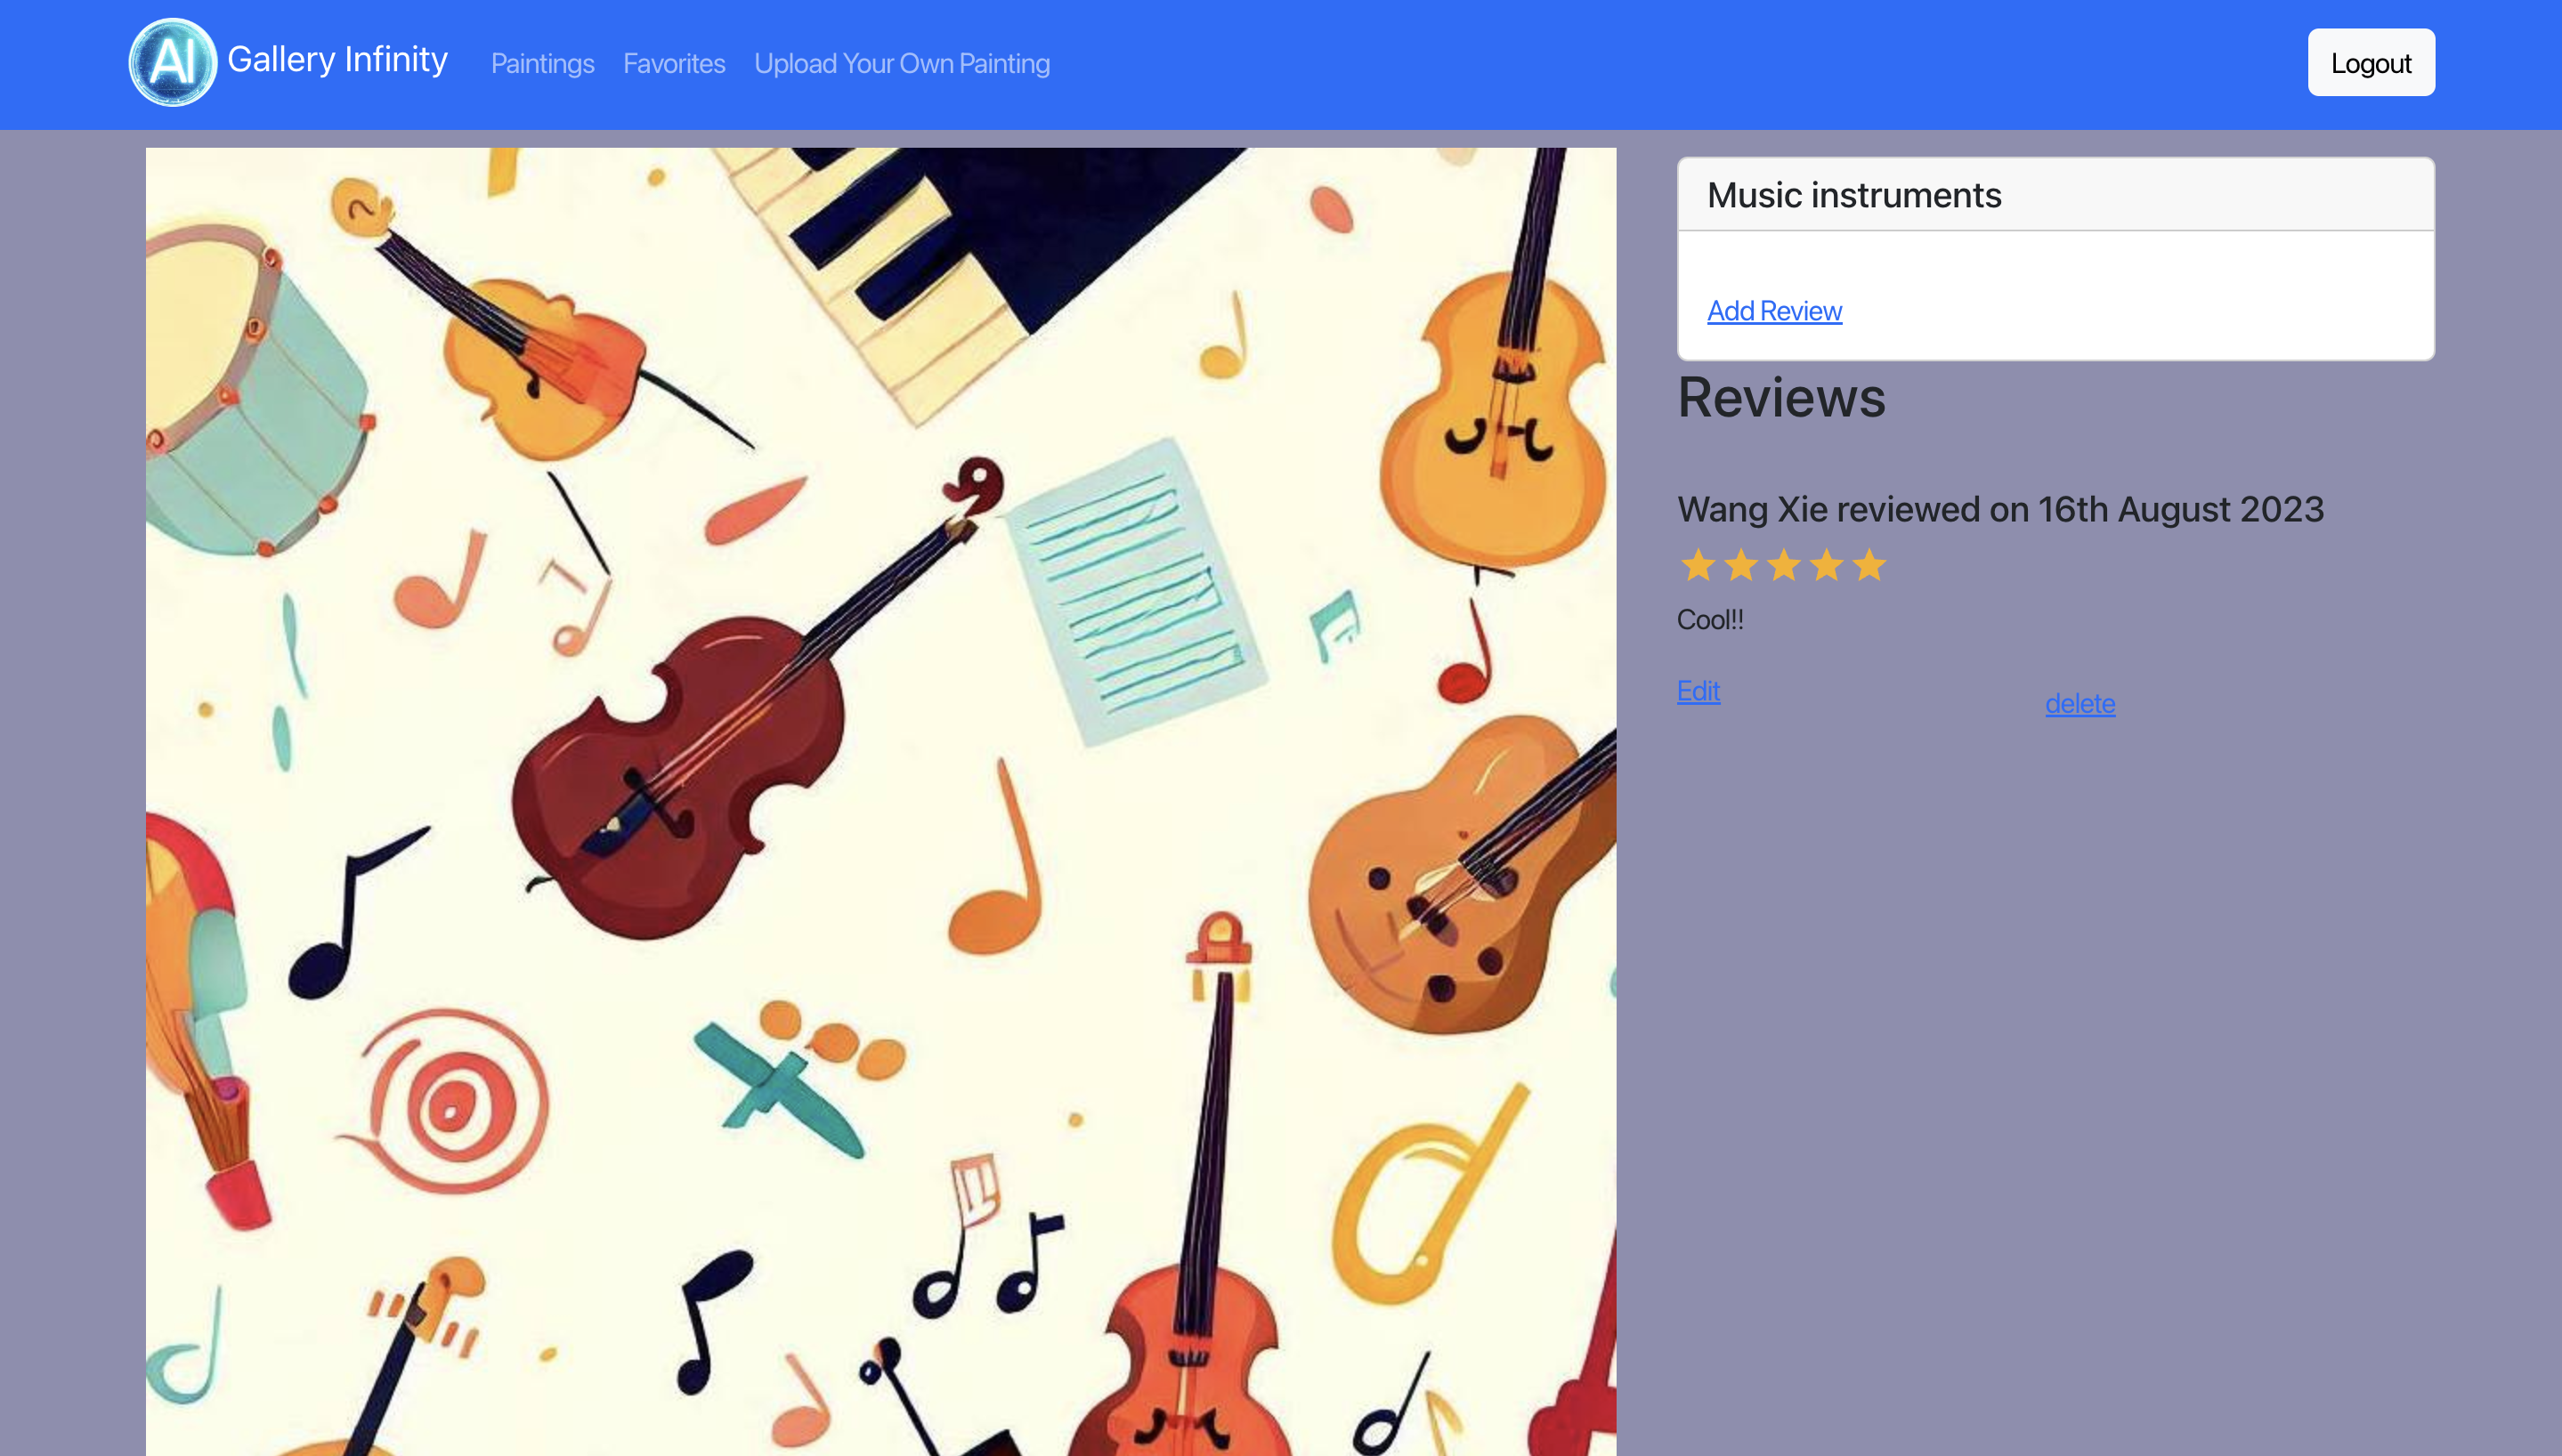 AI Gallery Infinity
Paintings
Favorites
Upload Your Own Painting
Logout
Music instruments
Add Review
Reviews
Wang Xie reviewed on 16th August 2023
Cool!!
Edit
delete